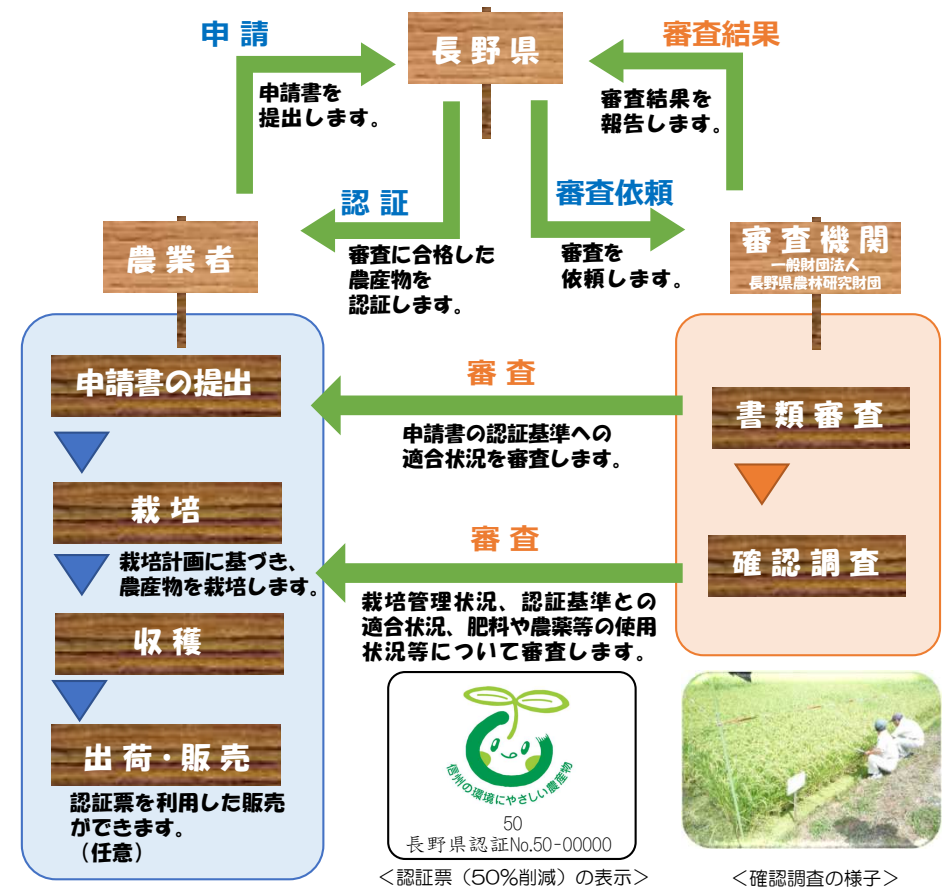 申請
長野県
審査結果
申請書を
提出します。
審査結果を
報告します。
認証
審査依頼
農業者
審査に合格した
農産物を
認証します。
審査を
依頼します。
審査機関
一般財団法人
長野県農林研究財団
申請書の提出
審査
書類審査
申請書の認証基準への
適合状況を審査します。
栽培
審査
確認調査
栽培計画に基づき、
農産物を栽培します。
栽培管理状況、認証基準との
適合状況、肥料や農薬等の使用
状況等について審査します。
収穫
出荷・販売
認証票を利用した販売
ができます。
(任意)
信州の環境にやさしい農産物
50
長野県認証No.50-00000
<認証票(50%削減)の表示>
<確認調査の様子>